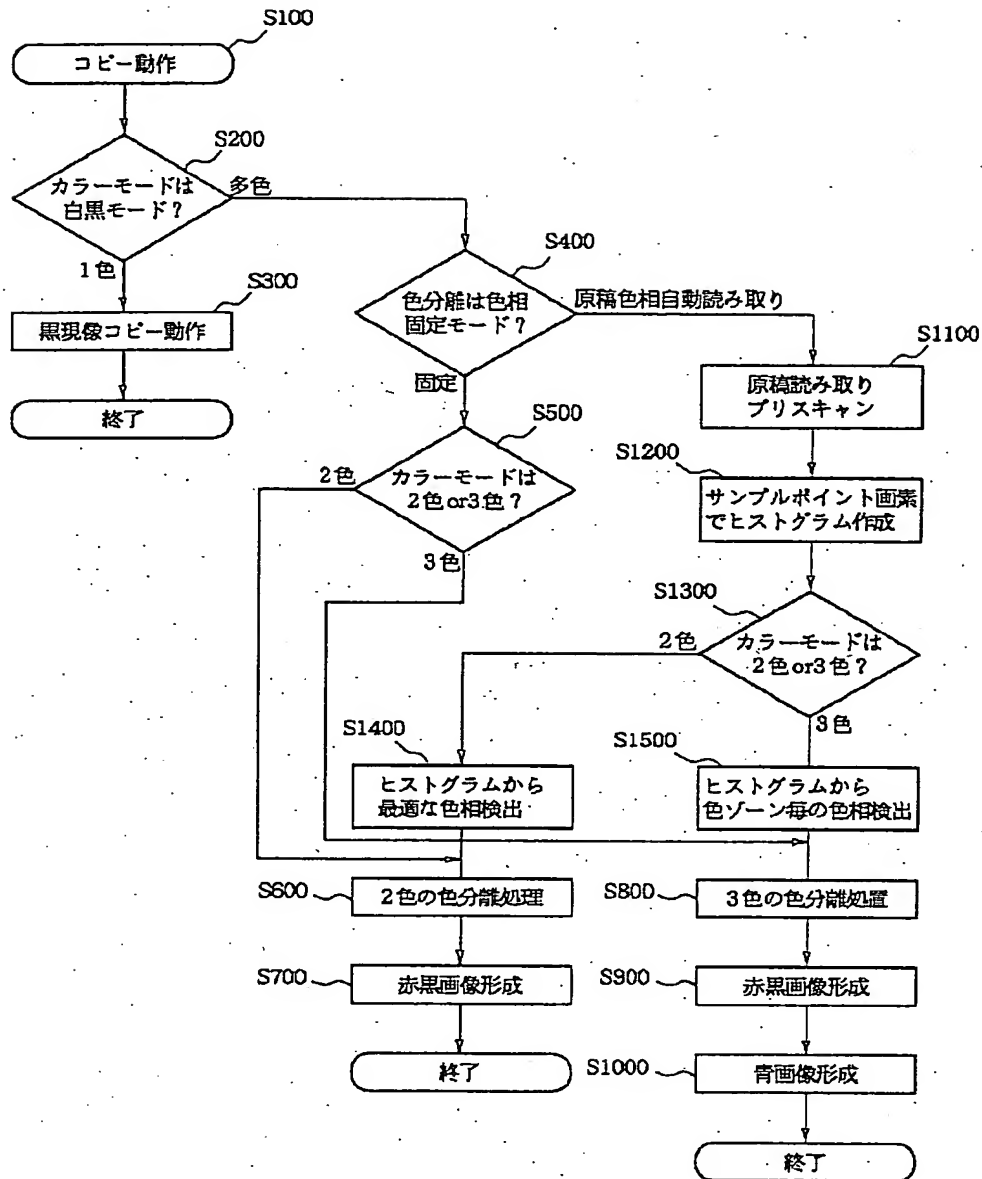 S100
コピー動作
S200
カラーモードは
白黒モード?
多色
1色
S300
黒現像コピー動作
終了
S400
色分離は色相
固定モード?
原稿色相自動読み取り
固定
S500
カラーモードは
2色or3色?
2色
3色
S1100
原稿読み取り
プリスキャン
S1200
サンプルポイント画素
でヒストグラム作成
S1300
カラーモードは
2色or3色?
2色
3色
S1400
ヒストグラムから
最適な色相検出
S1500
ヒストグラムから
色ゾーン毎の色相検出
S600
2色の色分離処理
S800
3色の色分離処置
S700
赤黒画像形成
S900
赤黒画像形成
終了
S1000
青画像形成
終了